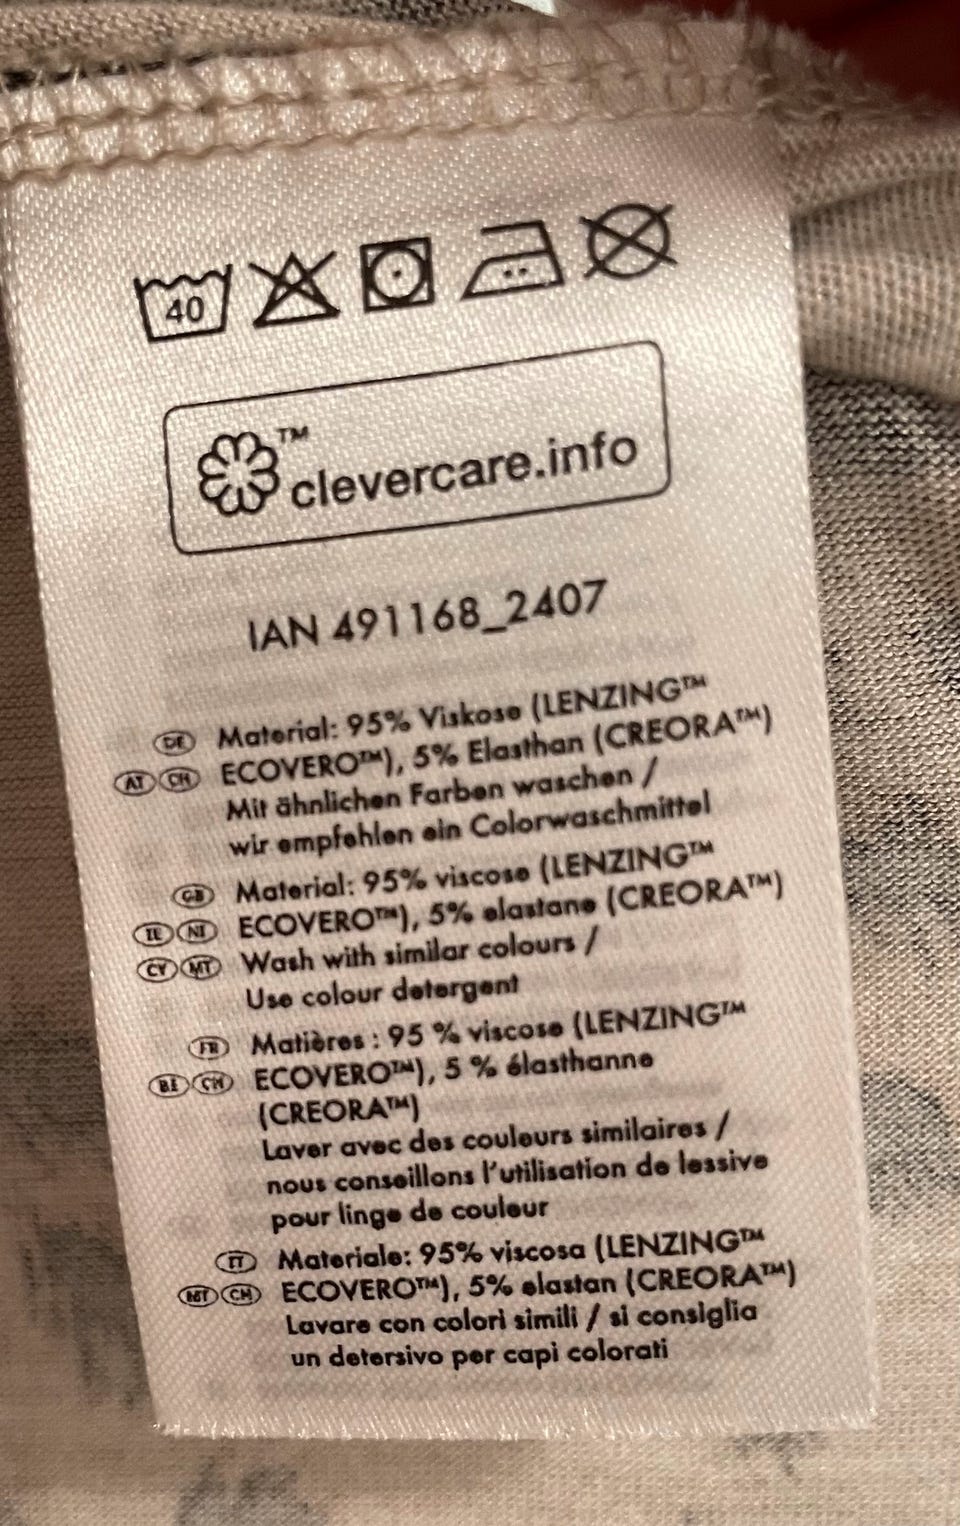 40
™
clevercare.info
IAN 491168_2407
DE Material: 95% Viskose (LENZING™
AT CH ECOVERO™), 5% Elasthan (CREORA™)
Mit ähnlichen Farben waschen /
wir empfehlen ein Colorwaschmittel
GB Material: 95% viscose (LENZING™
IE NI ECOVERO™), 5% elastane (CREORA™)
CY MT Wash with similar colours /
Use colour detergent
FR Matières : 95 % viscose (LENZING™
BE CH ECOVERO™), 5 % élasthanne
(CREORA™)
Laver avec des couleurs similaires /
nous conseillons l'utilisation de lessive
pour linge de couleur
IT Materiale: 95% viscosa (LENZING™
MT CH ECOVERO™), 5% elastan (CREORA™)
Lavare con colori simili / si consiglia
un detersivo per capi colorati